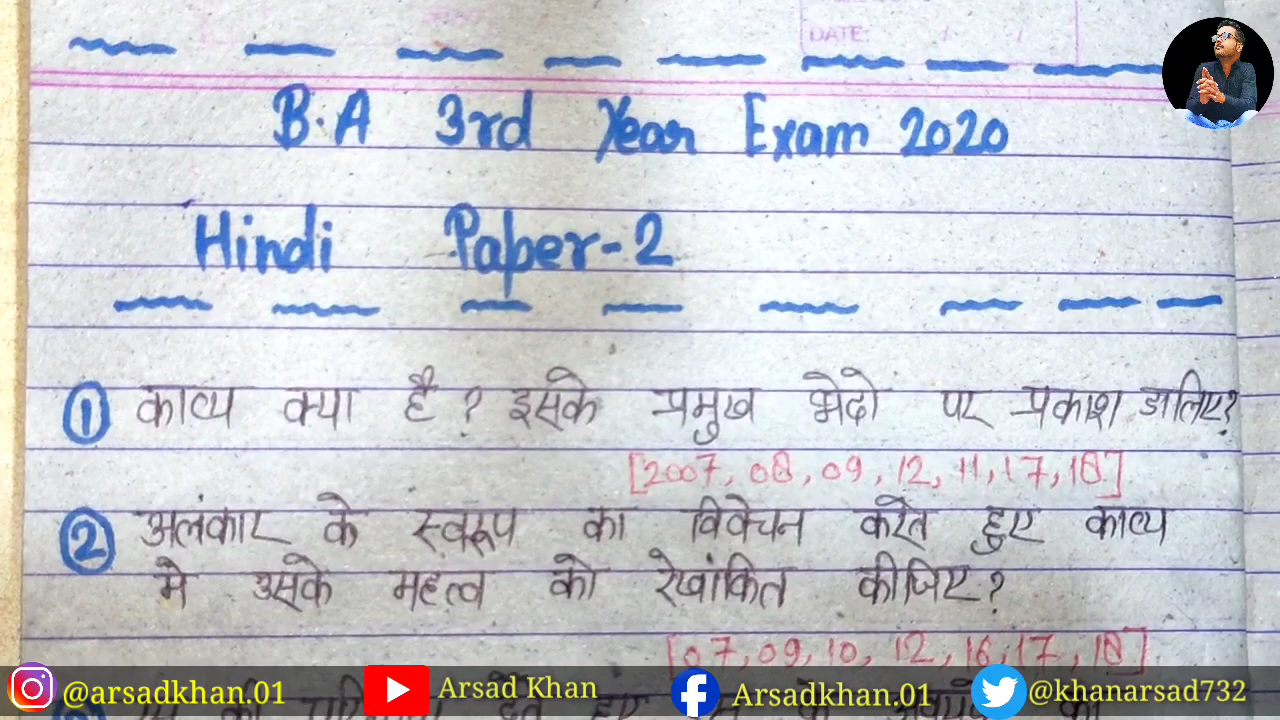 DATE: / /
B.A 3rd Year Exam 2020
Hindi Paper-2
① काव्य क्या है? इसके प्रमुख भेदो पर प्रकाश डालिए?
[2007, 08, 09, 12, 11, 17, 18]
② अलंकार के स्वरूप का विवेचन करते हुए काव्य
मे उसके महत्व को रेखांकित कीजिए?
[07, 09, 10, 12, 16, 17, 18]
@arsadkhan.01 Arsad Khan Arsadkhan.01 @khanarsad732